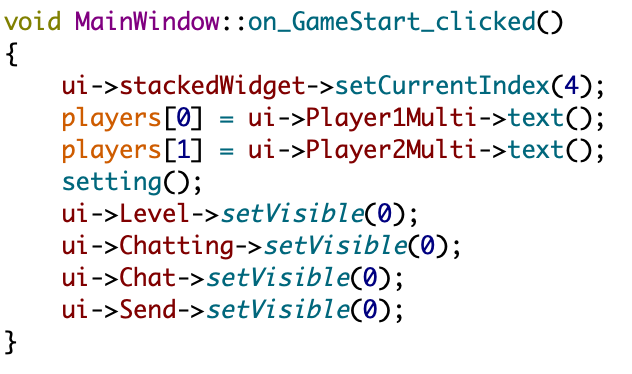 void MainWindow::on_GameStart_clicked()
{
    ui->stackedWidget->setCurrentIndex(4);
    players[0] = ui->Player1Multi->text();
    players[1] = ui->Player2Multi->text();
    setting();
    ui->Level->setVisible(0);
    ui->Chatting->setVisible(0);
    ui->Chat->setVisible(0);
    ui->Send->setVisible(0);
}